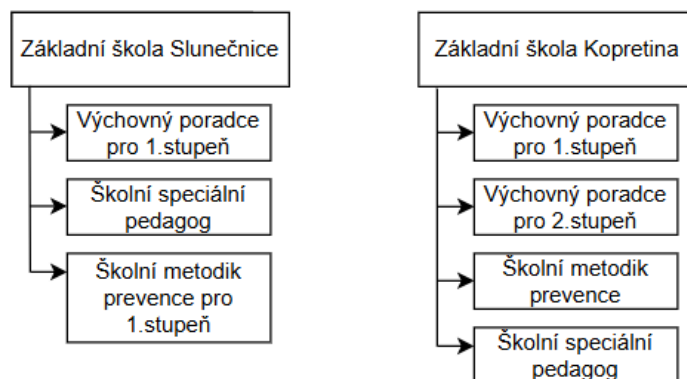 Základní škola Slunečnice
Výchovný poradce
pro 1.stupeň
Školní speciální
pedagog
Školní metodik
prevence pro
1.stupeň
Základní škola Kopretina
Výchovný poradce
pro 1.stupeň
Výchovný poradce
pro 2.stupeň
Školní metodik
prevence
Školní speciální
pedagog